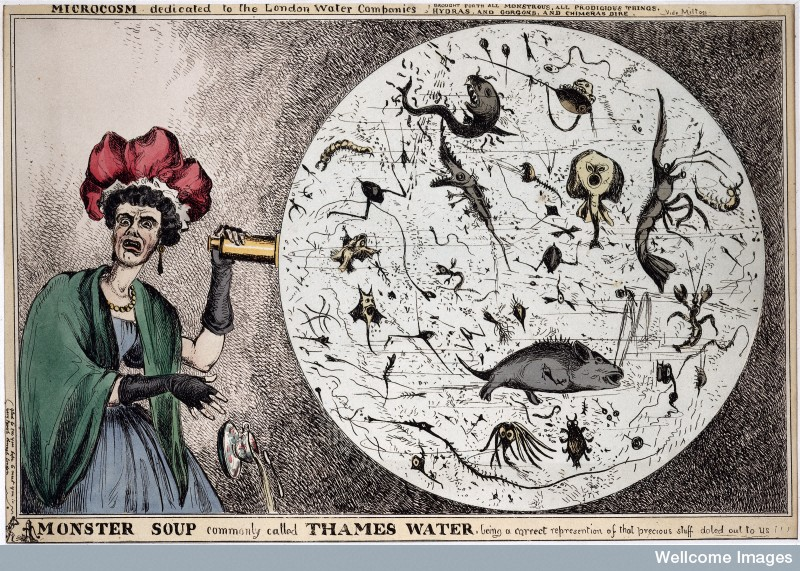 MICROCOSM dedicated to the London Water Companies
BROUGHT FORTH ALL MONSTROUS, ALL PRODIGIOUS THINGS,
HYDRAS, AND GORGONS, AND CHIMERAS DIRE. Vide Milton
MONSTER SOUP commonly called THAMES WATER, being a correct represention of that precious stuff doled out to us !!!
Wellcome Images